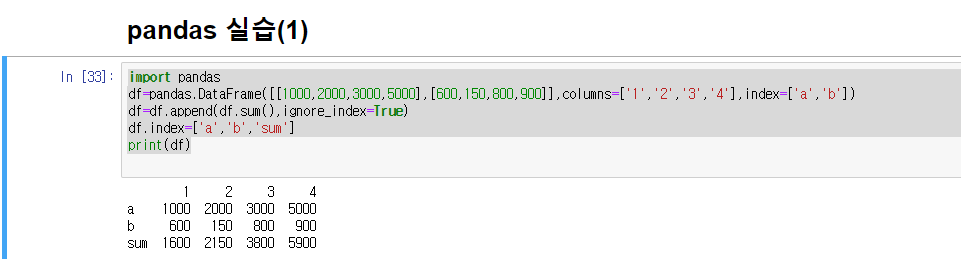 pandas 실습(1)
In [33]:
import pandas
df=pandas.DataFrame([[1000,2000,3000,5000],[600,150,800,900]],columns=['1','2','3','4'],index=['a','b'])
df=df.append(df.sum(),ignore_index=True)
df.index=['a','b','sum']
print(df)
1 2 3 4
a 1000 2000 3000 5000
b 600 150 800 900
sum 1600 2150 3800 5900